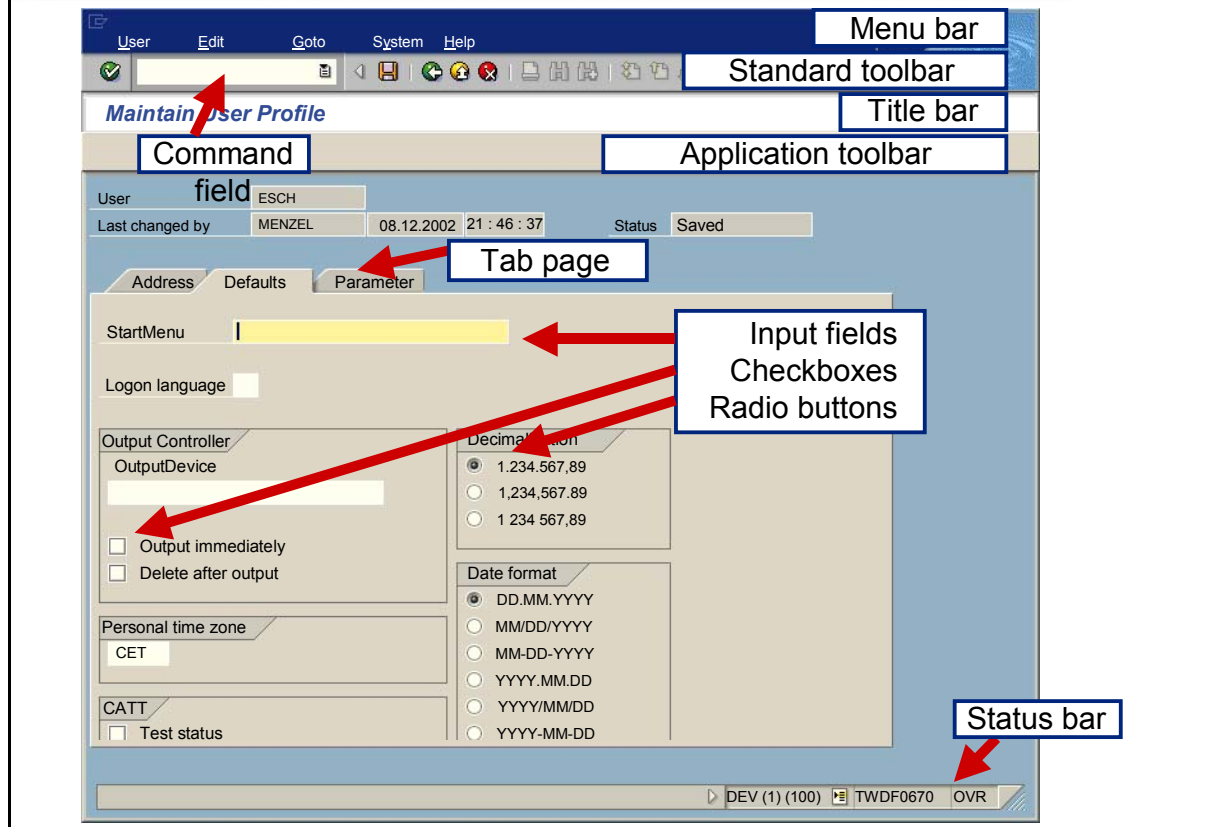 Menu bar
User Edit Goto System Help
Standard toolbar
Maintain User Profile
Title bar
Command
field
Application toolbar
User ESCH
Last changed by MENZEL 08.12.2002 21 : 46 : 37 Status Saved
Tab page
Address Defaults Parameter
StartMenu
Input fields
Checkboxes
Radio buttons
Logon language
Output Controller
OutputDevice
Output immediately
Delete after output
Personal time zone
CET
CATT
Test status
1.234.567,89
1,234,567.89
1 234 567,89
Date format
DD.MM.YYYY
MM/DD/YYYY
MM-DD-YYYY
YYYY.MM.DD
YYYY/MM/DD
YYYY-MM-DD
Status bar
DEV (1) (100) TWDF0670 OVR